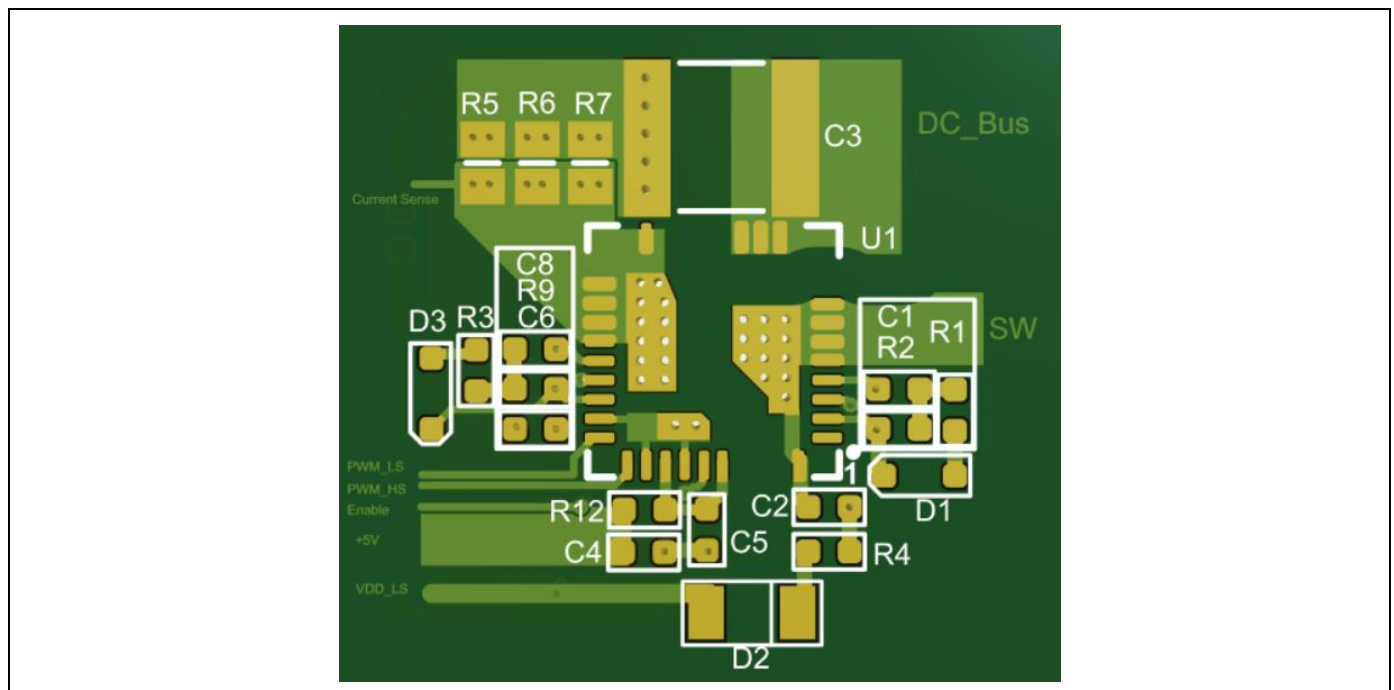 R5 R6 R7
DC_Bus
C3
Current Sense
U1
C8
R9
C6
D3 R3
C1
R2
R1
SW
PWM_LS
PWM_HS
Enable
+5V
VDD_LS
1
R12
C2
D1
C4
C5
R4
D2